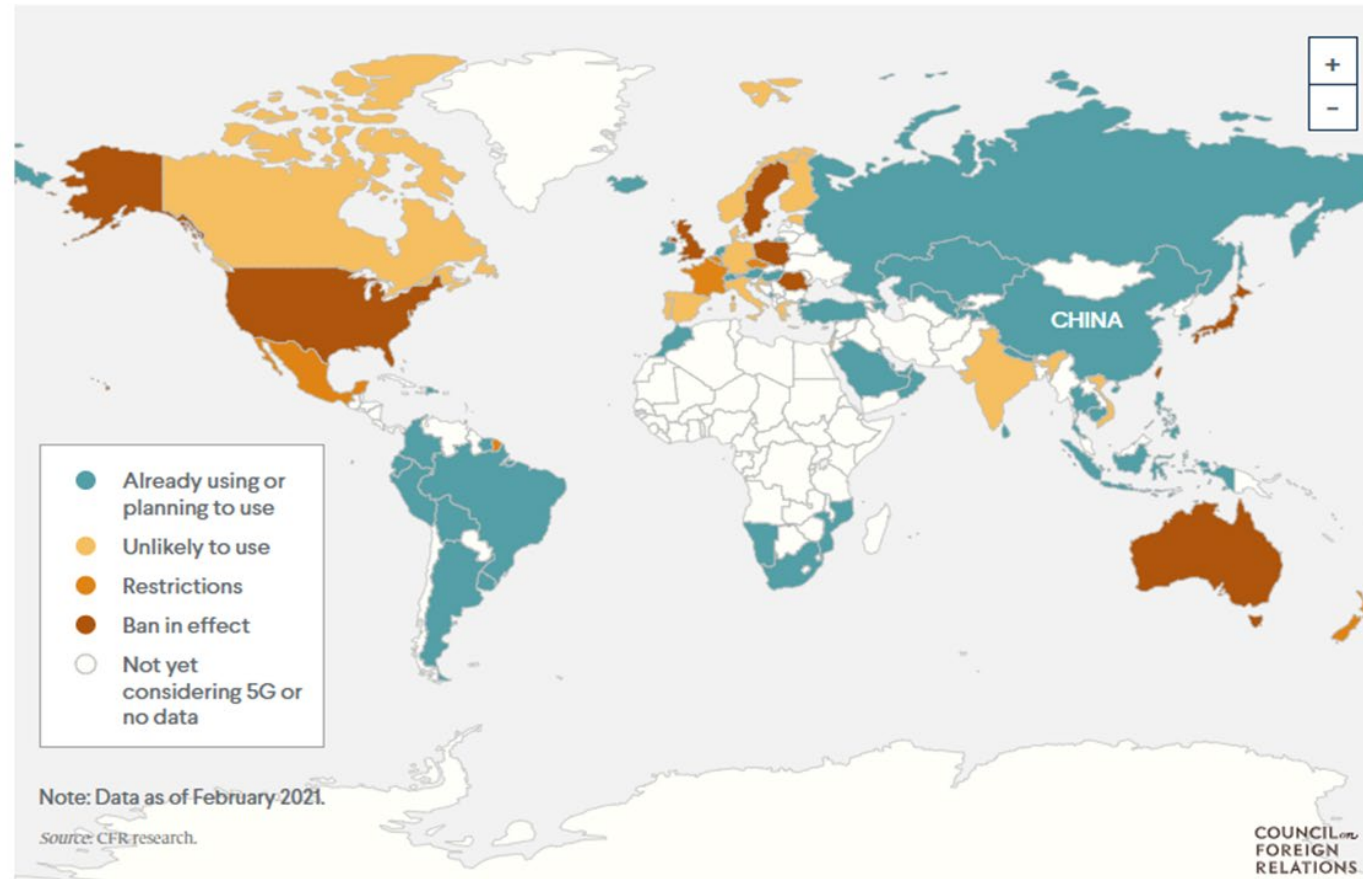 +
-
CHINA
Already using or
planning to use
Unlikely to use
Restrictions
Ban in effect
Not yet
considering 5G or
no data
Note: Data as of February 2021.
Source: CFR research.
COUNCIL on
FOREIGN
RELATIONS